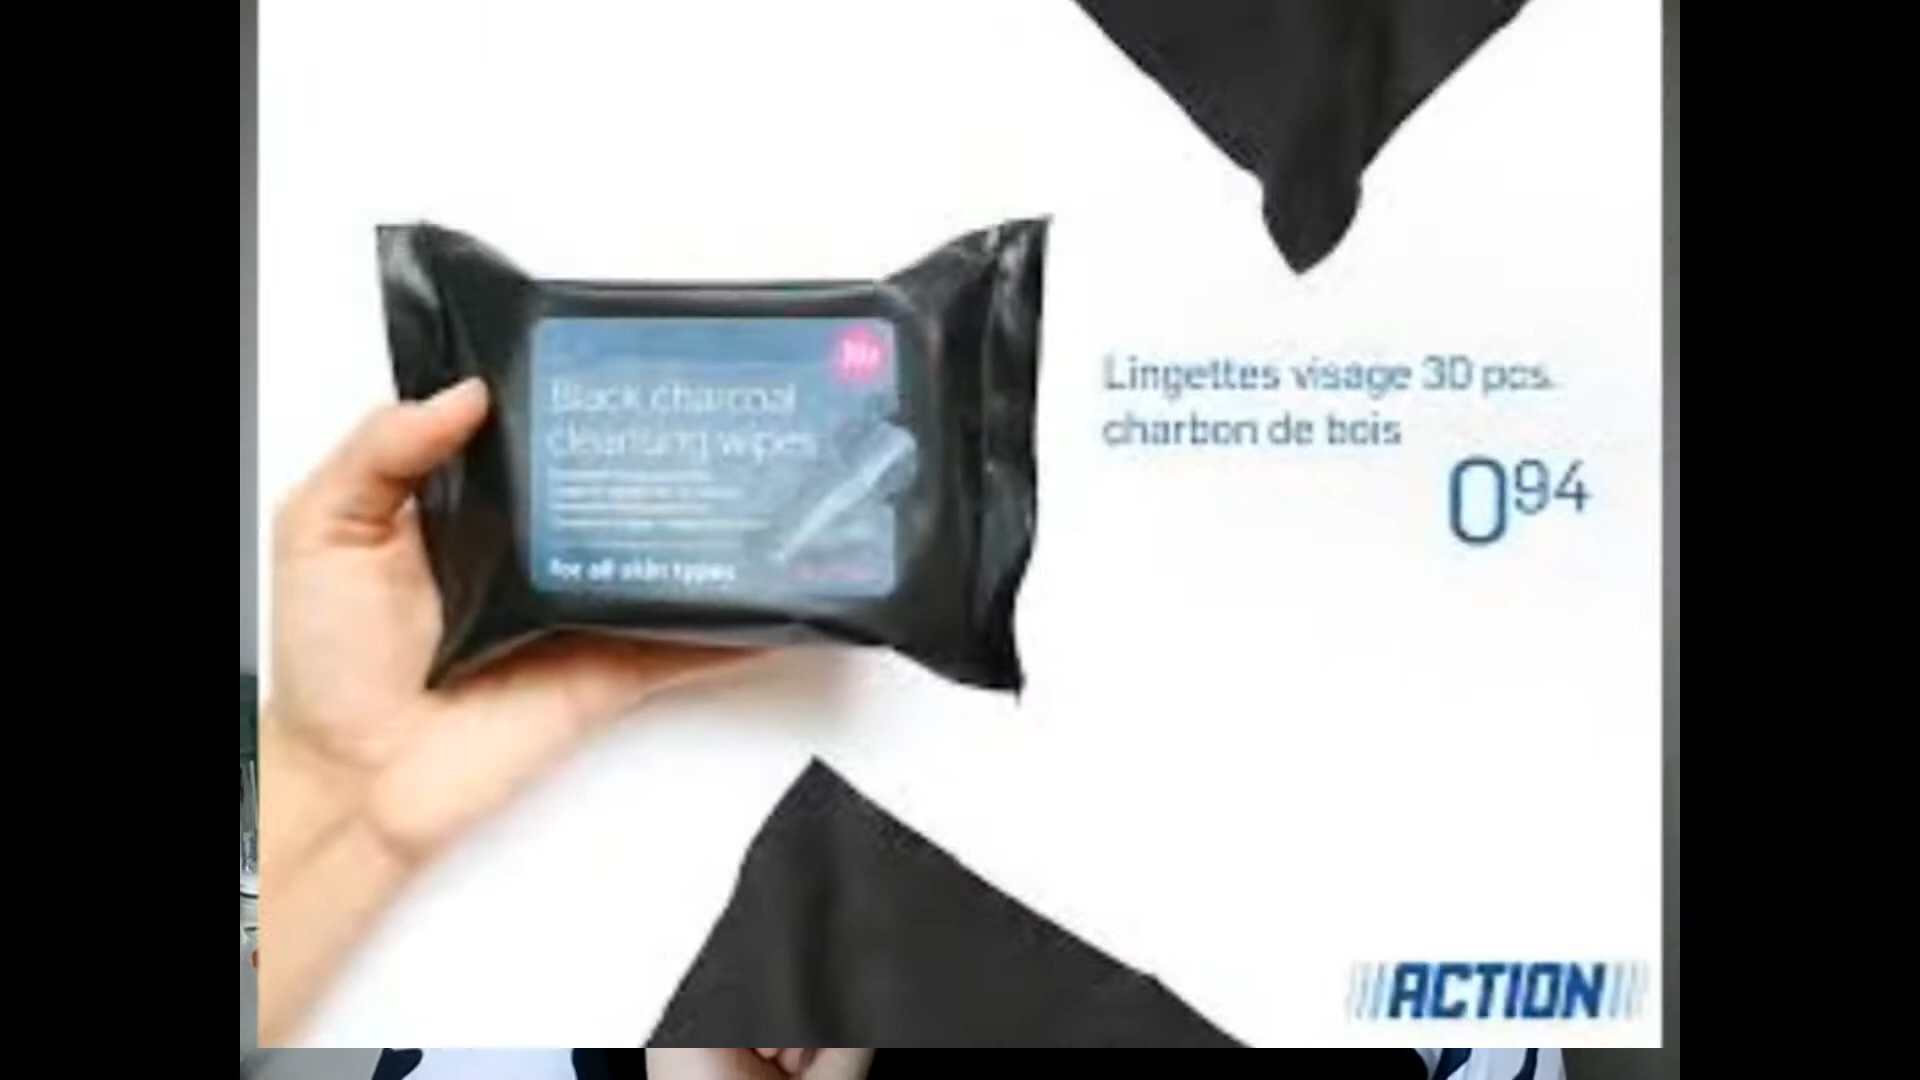 Black charcoal
cleansing wipes
for all skin types
Lingettes visage 30 pcs.
charbon de bois
094
ACTION